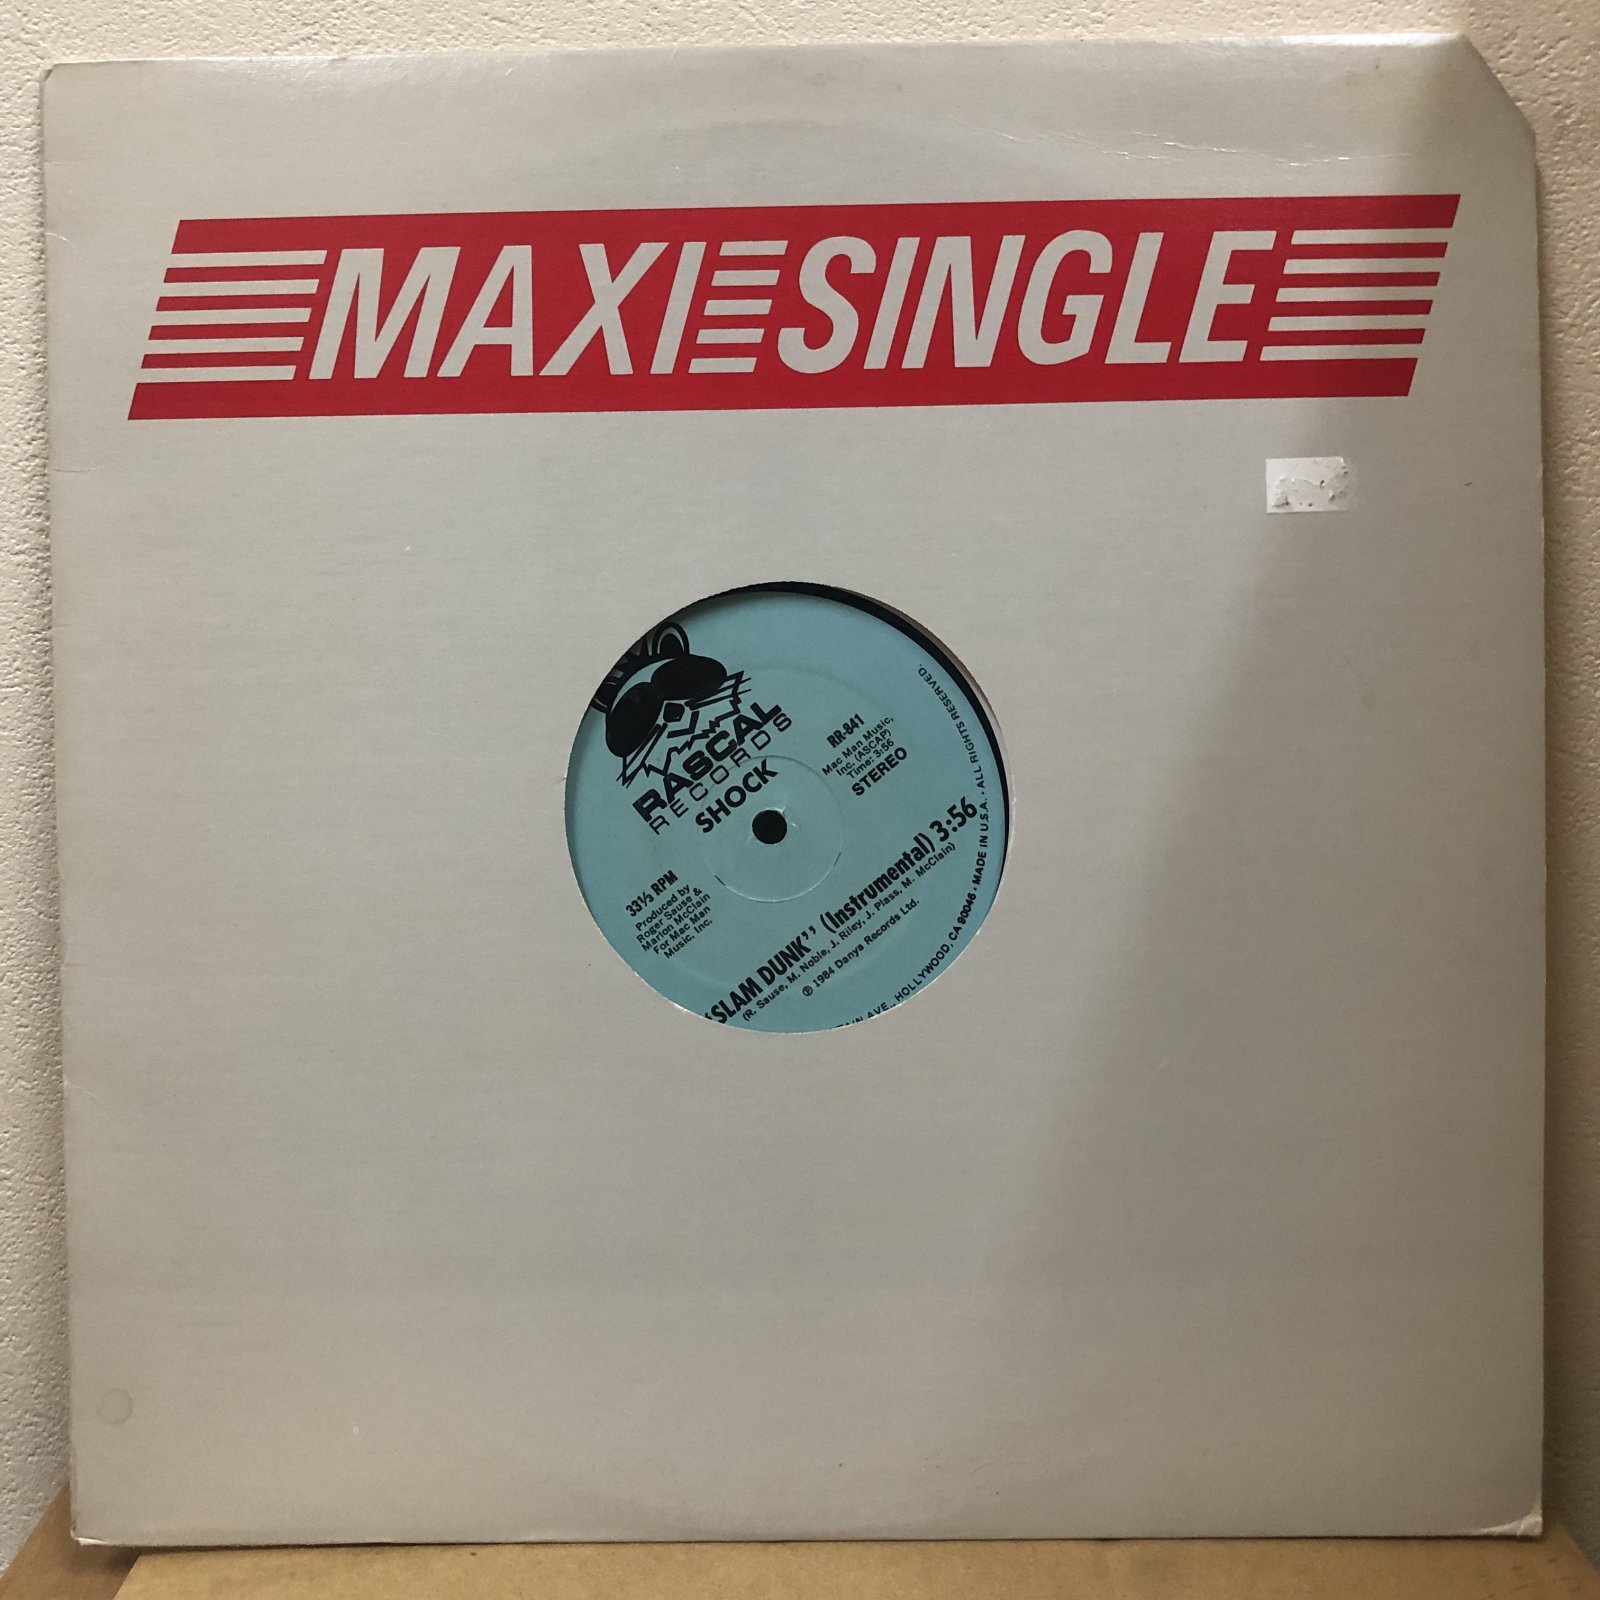 MAXI SINGLE
RASCAL
RECORDS
SHOCK
RR-841
Mac Man Music,
Inc. (ASCAP)
Time: 3:56
STEREO
33⅓ RPM
Produced by
Roger Sause &
Marlon McClain
For Mac Man
Music, Inc.
"SLAM DUNK" (Instrumental) 3:56
(R. Sause, M. Noble, J. Riley, J. Plass, M. McClain)
℗ 1984 Danya Records Ltd.
AVE., HOLLYWOOD, CA 90046 • MADE IN U.S.A. • ALL RIGHTS RESERVED.